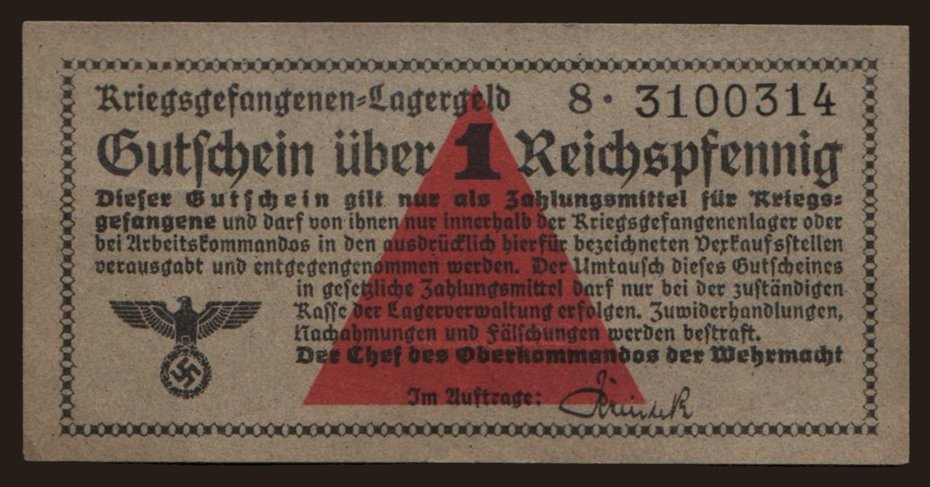 Kriegsgefangenen-Lagergeld 8 · 3100314
Gutschein über 1 Reichspfennig
Dieser Gutschein gilt nur als Zahlungsmittel für Kriegs-
gefangene und darf von ihnen nur innerhalb der Kriegsgefangenenlager oder
bei Arbeitskommandos in den ausdrücklich hierfür bezeichneten Verkaufsstellen
verausgabt und entgegengenommen werden. Der Umtausch dieses Gutscheines
in gesetzliche Zahlungsmittel darf nur bei der zuständigen
Kasse der Lagerverwaltung erfolgen. Zuwiderhandlungen,
Nachahmungen und Fälschungen werden bestraft.
Der Chef des Oberkommandos der Wehrmacht
Im Auftrage: